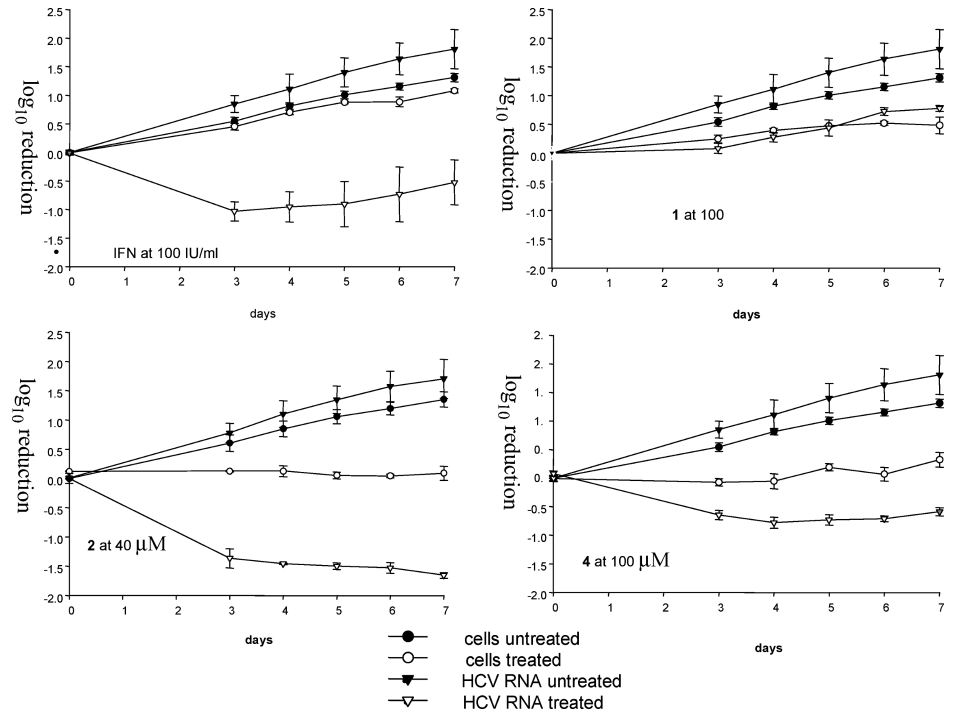 2.5
2.0
1.5
1.0
0.5
0.0
-0.5
-1.0
-1.5
-2.0
log10 reduction
IFN at 100 IU/ml
0 1 2 3 4 5 6 7
days
2.5
2.0
1.5
1.0
0.5
0.0
-0.5
-1.0
-1.5
-2.0
log10 reduction
1 at 100
0 1 2 3 4 5 6 7
days
2.5
2.0
1.5
1.0
0.5
0.0
-0.5
-1.0
-1.5
-2.0
log10 reduction
2 at 40 μM
0 1 2 3 4 5 6 7
days
2.
2.
1.
1.
0.
0.0
-0.5
-1.0
-1.5
-2.0
log10 reduction
4 at 100 μM
0 1 2 3 4 5 6 7
days
cells untreated
cells treated
HCV RNA untreated
HCV RNA treated